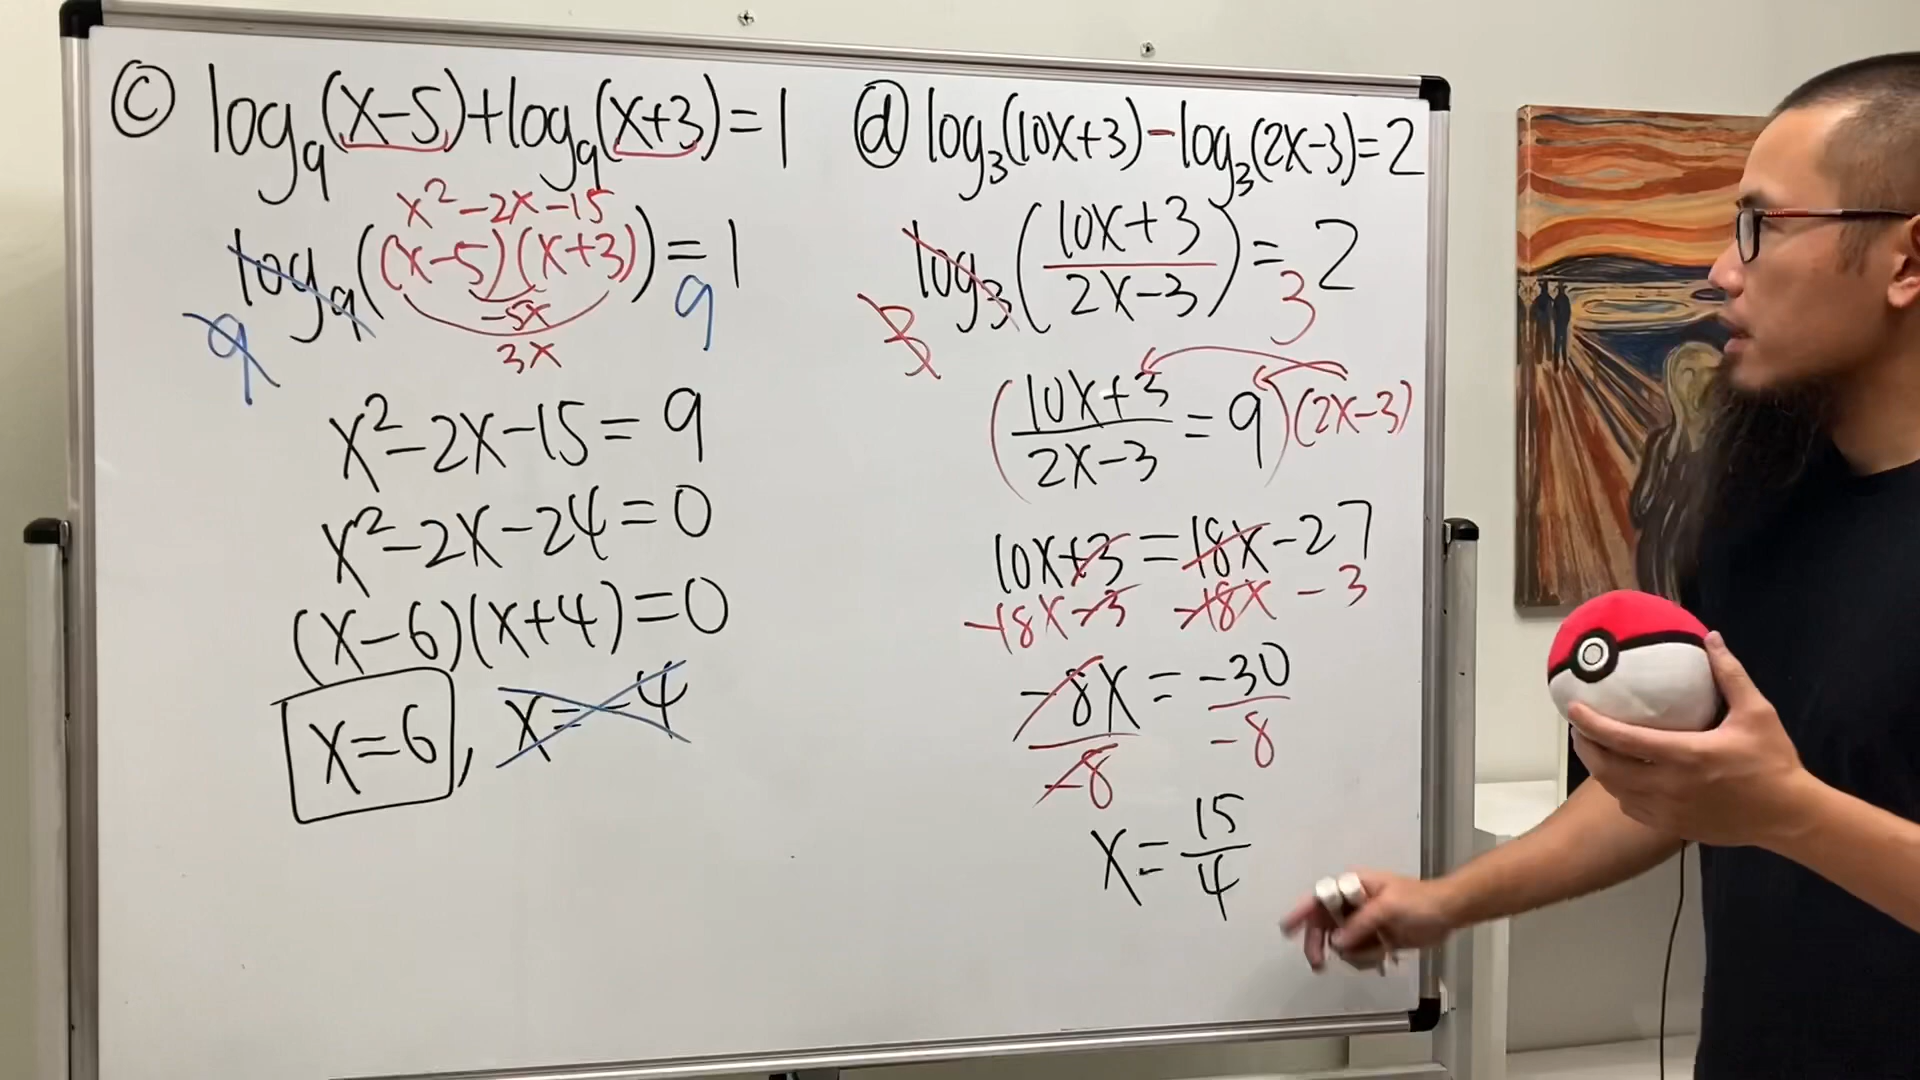 ⓒ log₉(x-5)+log₉(x+3)=1
x²-2x-15
log₉((x-5)(x+3))=1
-5x
9 9
3x
x²-2x-15=9
x²-2x-24=0
(x-6)(x+4)=0
x=6, x=-4
ⓓ log₃(10x+3)-log₃(2x-3)=2
log₃(10x+3/2x-3)=2
3 3
(10x+3/2x-3=9)(2x-3)
10x+3=18x-27
-18x-3 -18x-3
-8x=-30
-8 -8
x=15/4